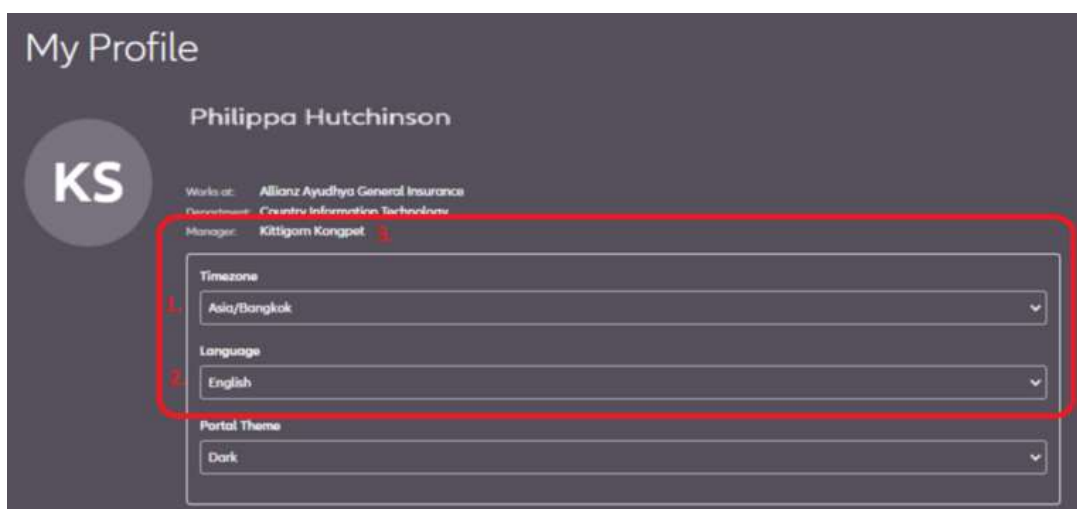 My Profile
Philippa Hutchinson
KS
Works at: Allianz Ayudhya General Insurance
Department: Country Information Technology
Manager: Kittigorn Kongpet 3.
Timezone
1. Asia/Bangkok
Language
2. English
Portal Theme
Dark